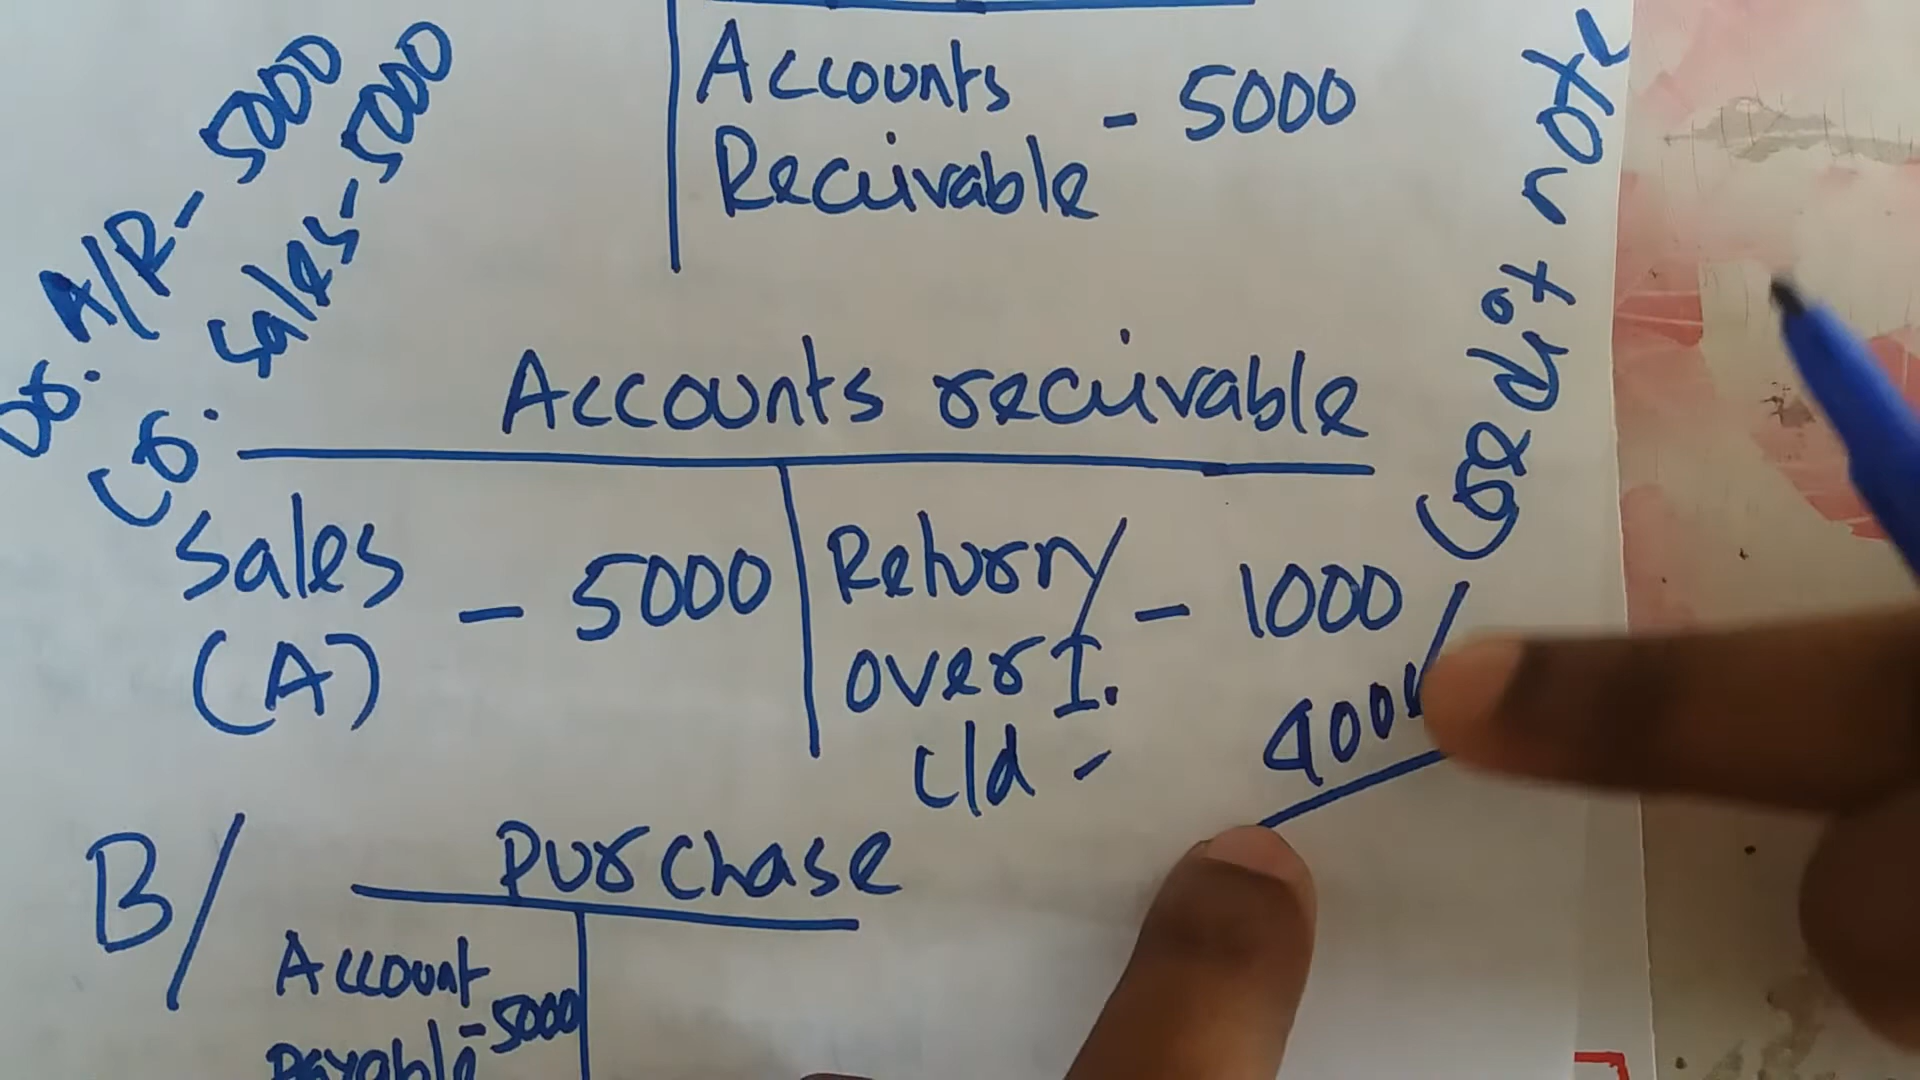 Accounts
Recivable - 5000
Dr. A/R - 5000
Cr. Sales - 5000
Credit note
Accounts recivable
Sales
(A) - 5000
Return/
over I. - 1000
c/d - 4000
B/
Purchase
Account
Payable - 5000